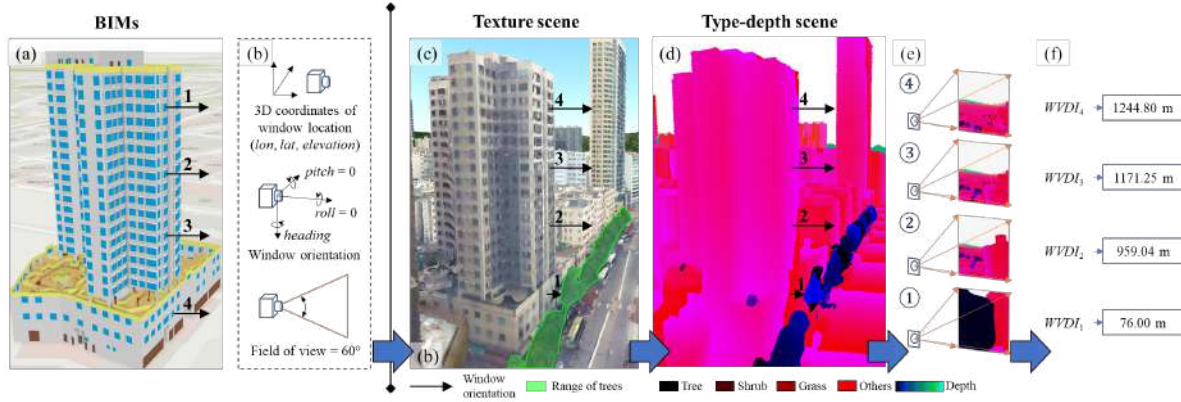 BIMs
Texture scene
Type-depth scene
(a)
1
2
3
4
(b)
3D coordinates of
window location
(lon, lat, elevation)
pitch = 0
roll = 0
heading
Window orientation
Field of view = 60°
(c)
4
3
2
1
(b)
(d)
4
3
2
1
(e)
④
③
②
①
(f)
WVDI₄ 1244.80 m
WVDI₃ 1171.25 m
WVDI₂ 959.04 m
WVDI₁ 76.00 m
Window
orientation
Range of trees
Tree
Shrub
Grass
Others
Depth